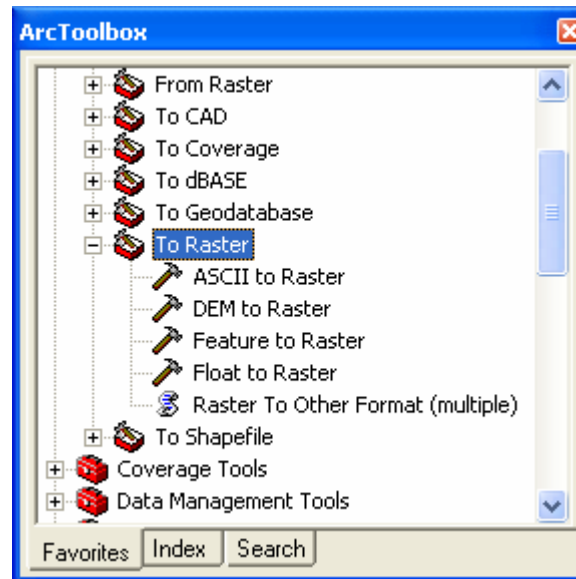 ArcToolbox
From Raster
To CAD
To Coverage
To dBASE
To Geodatabase
To Raster
ASCII to Raster
DEM to Raster
Feature to Raster
Float to Raster
Raster To Other Format (multiple)
To Shapefile
Coverage Tools
Data Management Tools
Favorites Index Search